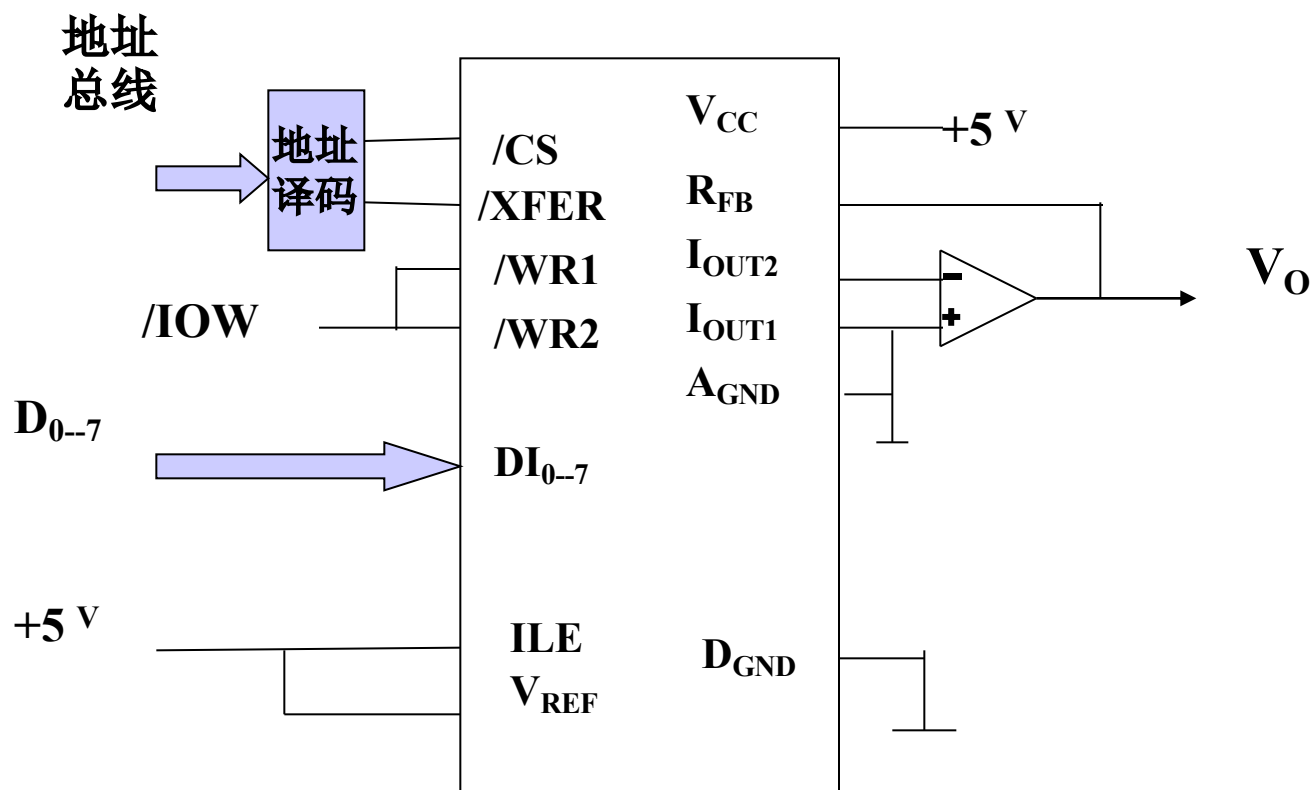 地址
总线
地址
译码
/CS
/XFER
/WR1
/WR2
/IOW
D0--7
DI0--7
+5 V
ILE
VREF
VCC
+5 V
RFB
IOUT2
IOUT1
AGND
DGND
-
+
VO